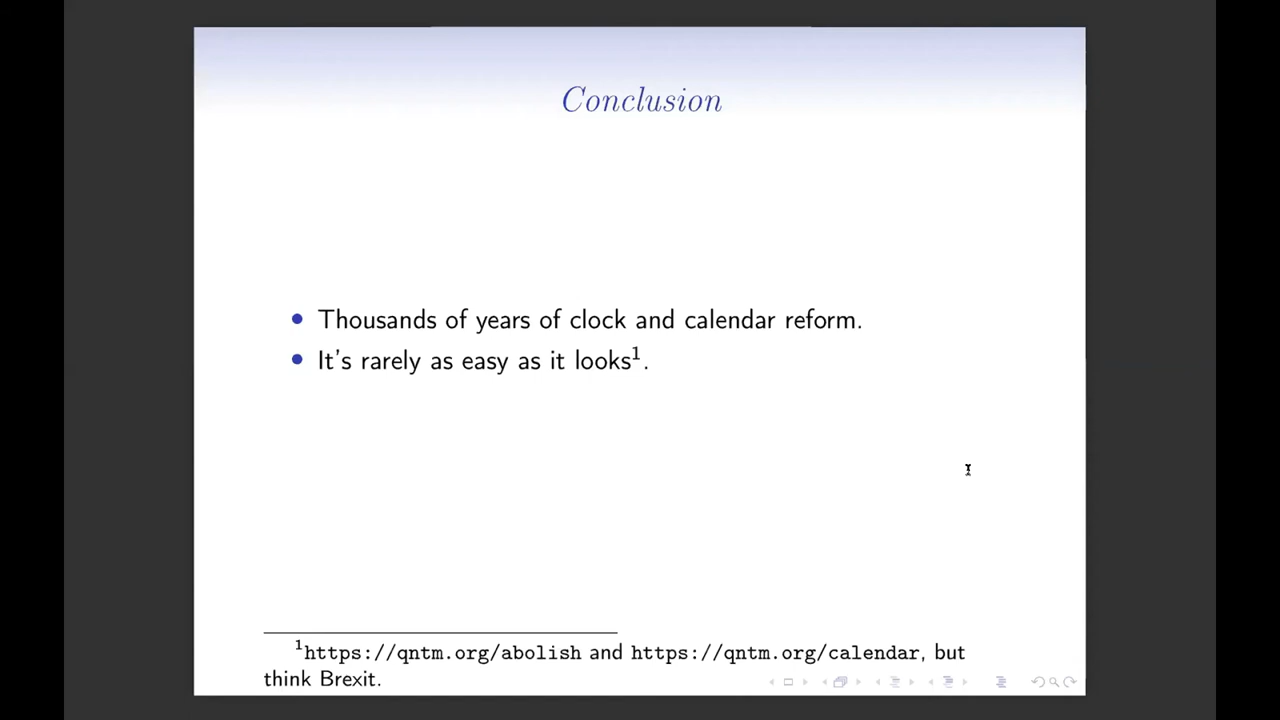 Conclusion
• Thousands of years of clock and calendar reform.
• It's rarely as easy as it looks¹.
¹https://qntm.org/abolish and https://qntm.org/calendar, but
think Brexit.